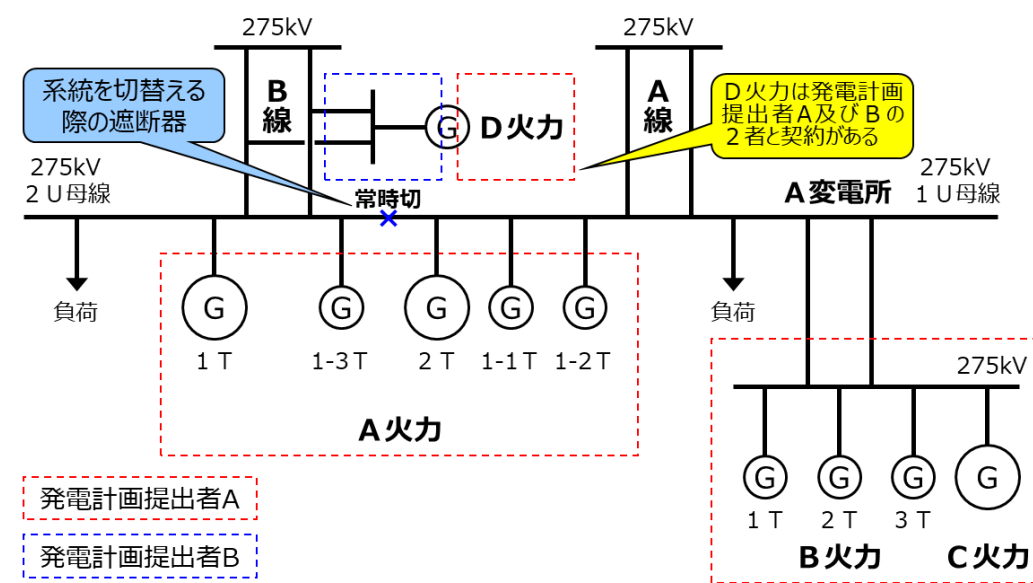 275kV
275kV
系統を切替える
際の遮断器
B
線
G
D火力
A
線
D火力は発電計画
提出者A及びBの
2者と契約がある
275kV
2U母線
常時切
A変電所
275kV
1U母線
負荷
G
G
G
G
G
負荷
1T
1-3T
2T
1-1T
1-2T
A火力
275kV
G
G
G
G
1T
2T
3T
B火力
C火力
発電計画提出者A
発電計画提出者B